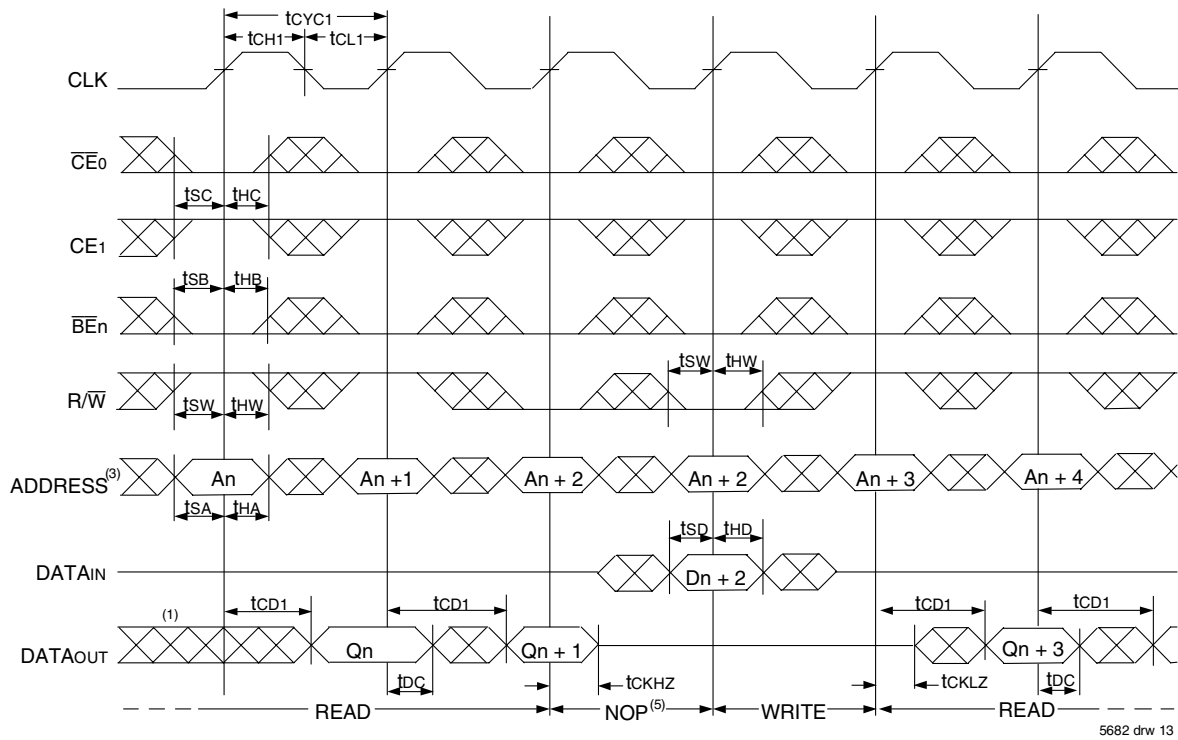 tCYC1
tCH1 tCL1
CLK
CE0
tSC tHC
CE1
tSB tHB
BEn
tSW tHW
R/W
tSW tHW
ADDRESS(3) An An +1 An + 2 An + 2 An + 3 An + 4
tSA tHA
tSD tHD
DATAIN Dn + 2
(1) tCD1 tCD1 tCD1 tCD1
DATAOUT Qn Qn + 1 Qn + 3
tDC tCKHZ tCKLZ tDC
READ NOP(5) WRITE READ
5682 drw 13